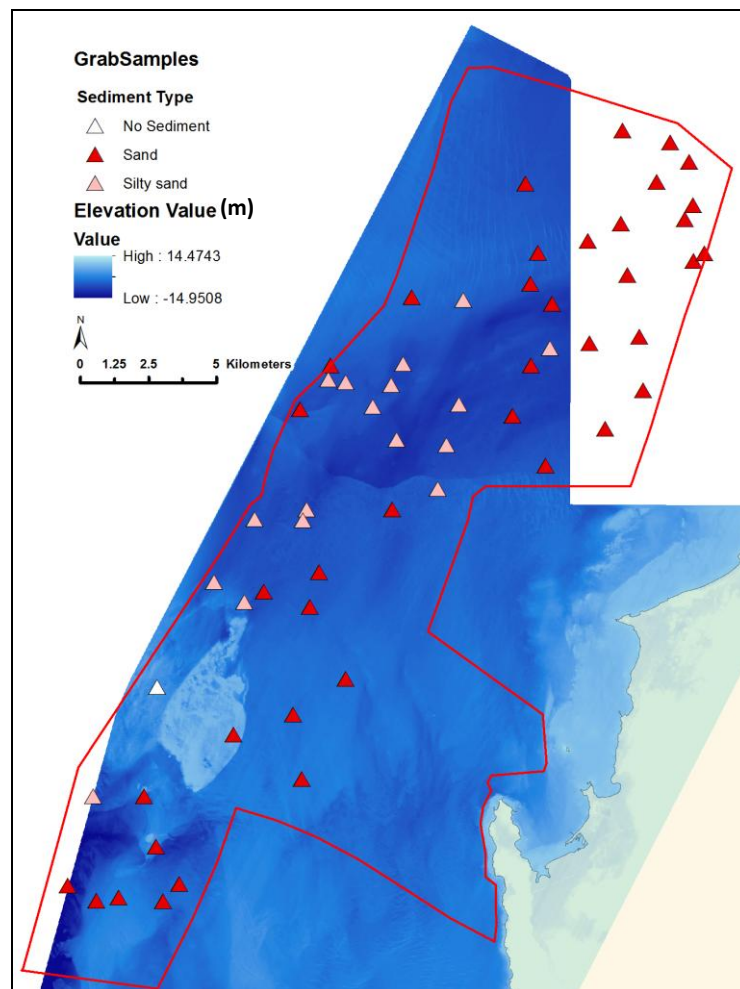 GrabSamples
Sediment Type
No Sediment
Sand
Silty sand
Elevation Value (m)
Value
High : 14.4743
Low : -14.9508
N
0 1.25 2.5 5 Kilometers